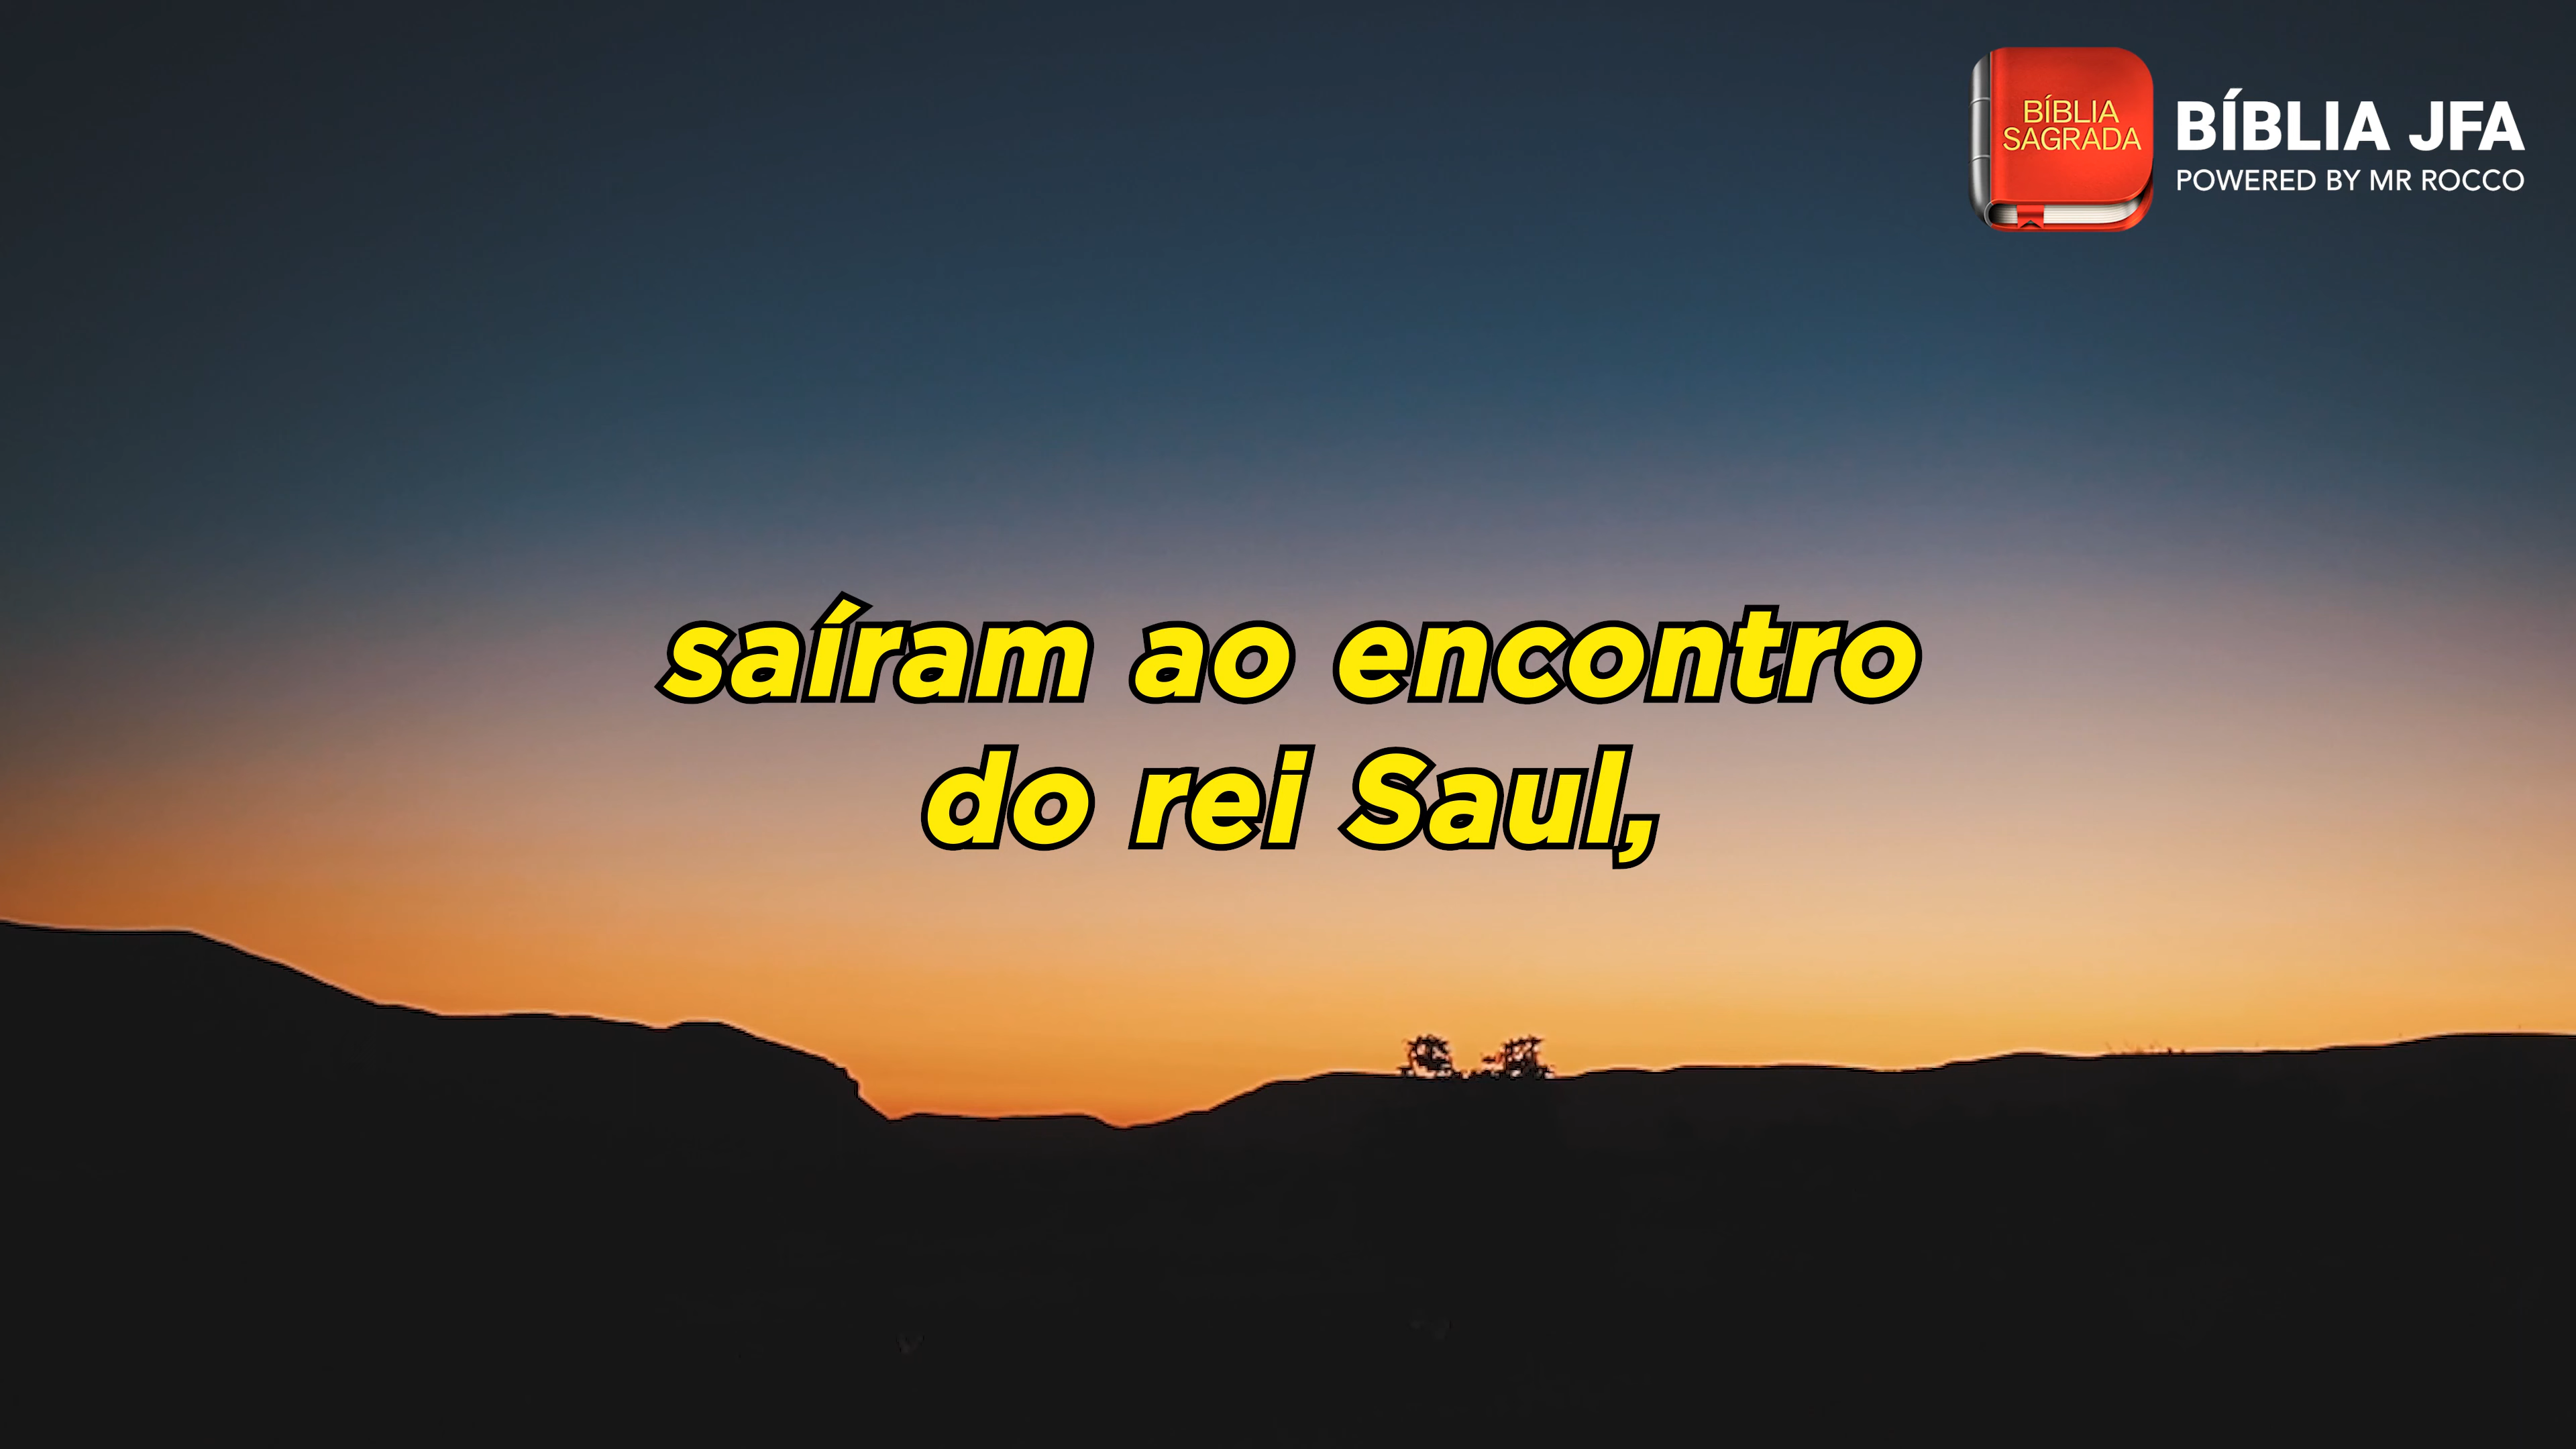 BÍBLIA
SAGRADA
BÍBLIA JFA
POWERED BY MR ROCCO
saíram ao encontro
do rei Saul,